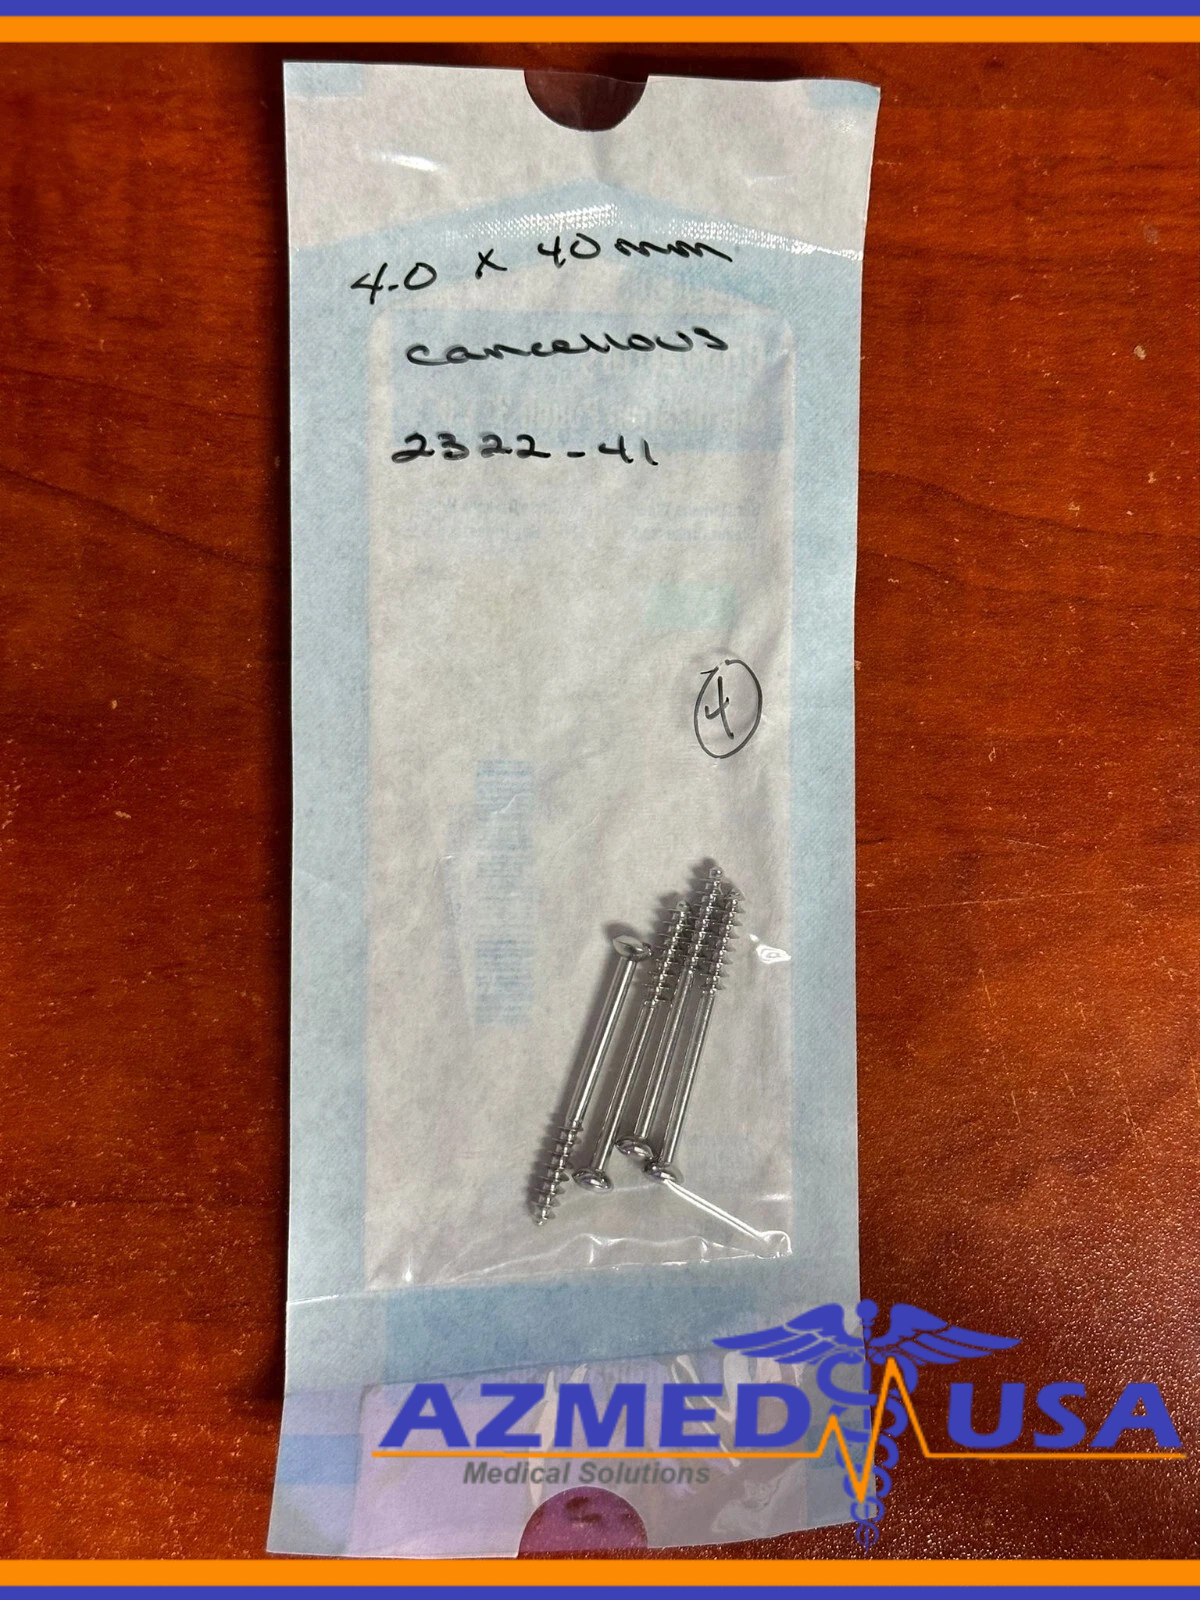 4.0 x 40mm
cancellous
2322-41
4
AZMED USA
Medical Solutions